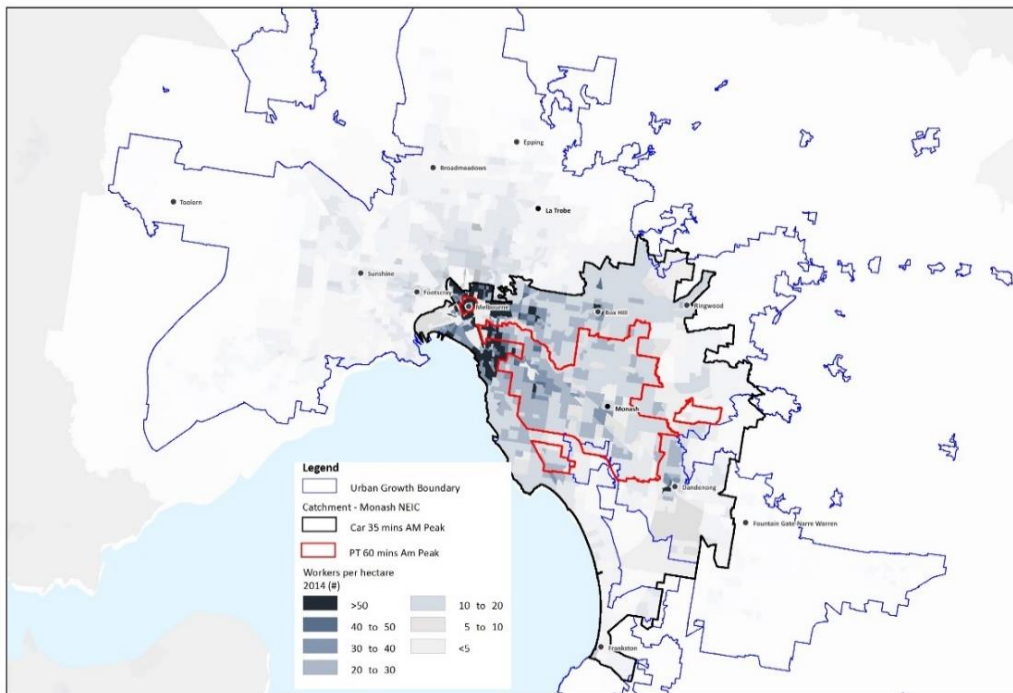 Epping
Broadmeadows
Toolern
La Trobe
Sunshine
Footscray
Melbourne
Ringwood
Box Hill
Monash
Dandenong
Fountain Gate-Narre Warren
Frankston
Legend
Urban Growth Boundary
Catchment - Monash NEIC
Car 35 mins AM Peak
PT 60 mins Am Peak
Workers per hectare
2014 (#)
>50 10 to 20
40 to 50 5 to 10
30 to 40 <5
20 to 30